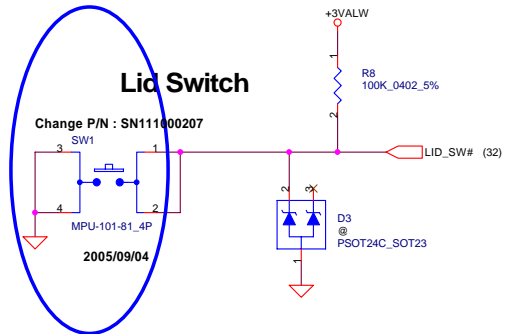 +3VALW
1
R8
100K_0402_5%
2
Lid Switch
Change P/N : SN111000207
SW1
3
1
LID_SW# (32)
4
2
MPU-101-81_4P
2
3
D3
@
PSOT24C_SOT23
1
2005/09/04